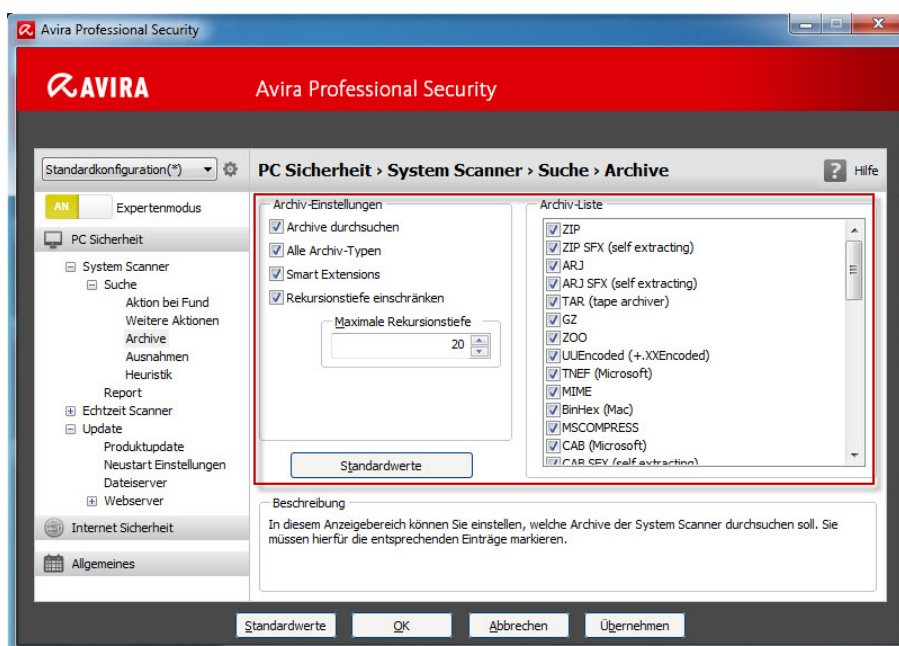 Avira Professional Security
AVIRA
Avira Professional Security
Standardkonfiguration(*)
PC Sicherheit › System Scanner › Suche › Archive
? Hilfe
AN
Expertenmodus
PC Sicherheit
System Scanner
Suche
Aktion bei Fund
Weitere Aktionen
Archive
Ausnahmen
Heuristik
Report
Echtzeit Scanner
Update
Produktupdate
Neustart Einstellungen
Dateiserver
Webserver
Internet Sicherheit
Allgemeines
Archiv-Einstellungen
Archive durchsuchen
Alle Archiv-Typen
Smart Extensions
Rekursionstiefe einschränken
Maximale Rekursionstiefe
20
Standardwerte
Archiv-Liste
ZIP
ZIP SFX (self extracting)
ARJ
ARJ SFX (self extracting)
TAR (tape archiver)
GZ
ZOO
UUEncoded (+.XXEncoded)
TNEF (Microsoft)
MIME
BinHex (Mac)
MSCOMPRESS
CAB (Microsoft)
CAB SFX (self extracting)
Beschreibung
In diesem Anzeigebereich können Sie einstellen, welche Archive der System Scanner durchsuchen soll. Sie
müssen hierfür die entsprechenden Einträge markieren.
Standardwerte
OK
Abbrechen
Übernehmen